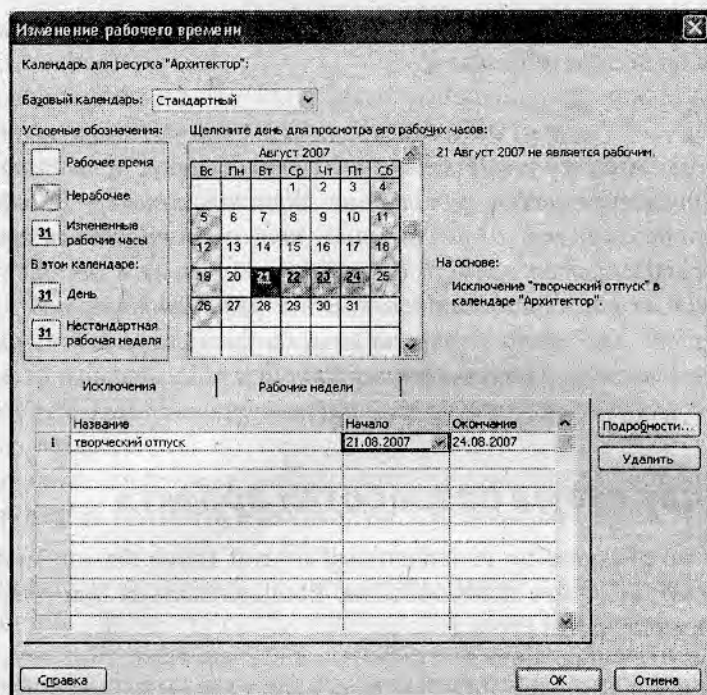 Изменение рабочего времени
Календарь для ресурса "Архитектор":
Базовый календарь: Стандартный
Условные обозначения:
Рабочее время
Нерабочее
31 Измененные
рабочие часы
В этом календаре:
31 День
31 Нестандартная
рабочая неделя
Щелкните день для просмотра его рабочих часов:
Август 2007
Вс Пн Вт Ср Чт Пт Сб
1 2 3 4
5 6 7 8 9 10 11
12 13 14 15 16 17 18
19 20 21 22 23 24 25
26 27 28 29 30 31
21 Август 2007 не является рабочим.
На основе:
Исключение "творческий отпуск" в
календаре "Архитектор".
Исключения Рабочие недели
Название Начало Окончание
1 творческий отпуск 21.08.2007 24.08.2007
Подробности...
Удалить
Справка ОК Отмена